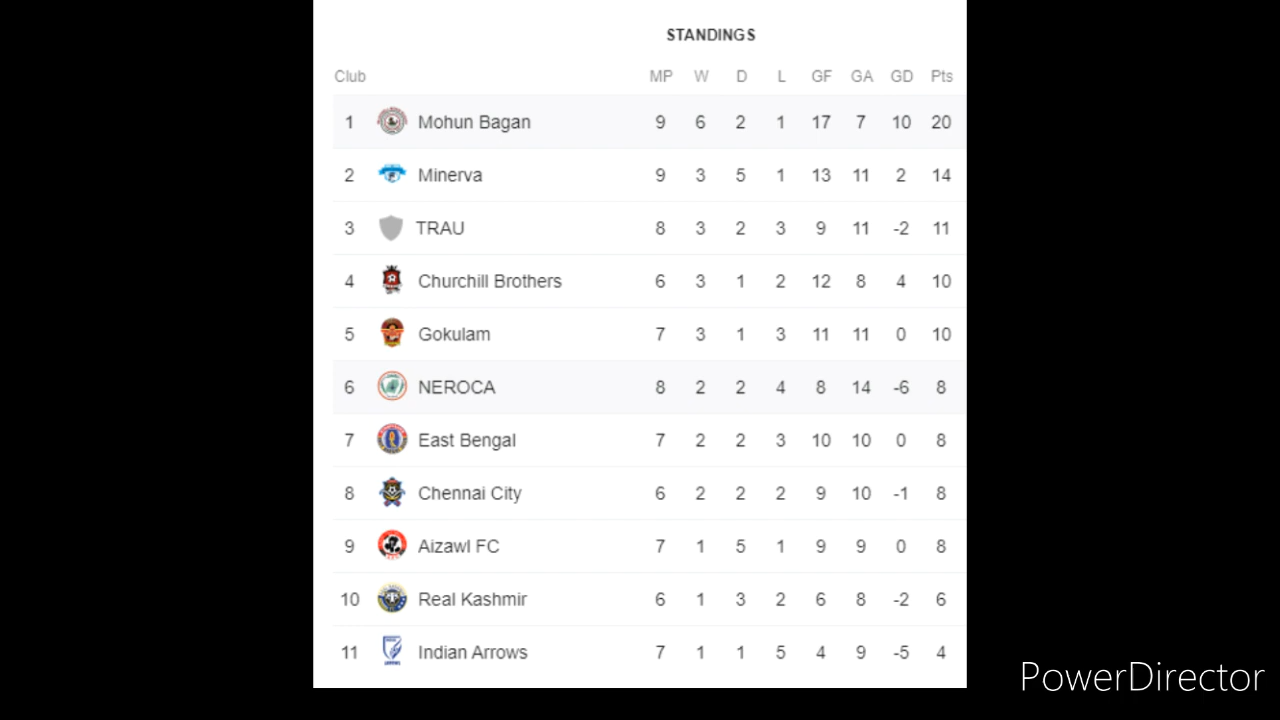 STANDINGS
Club MP W D L GF GA GD Pts
1 Mohun Bagan 9 6 2 1 17 7 10 20
2 Minerva 9 3 5 1 13 11 2 14
3 TRAU 8 3 2 3 9 11 -2 11
4 Churchill Brothers 6 3 1 2 12 8 4 10
5 Gokulam 7 3 1 3 11 11 0 10
6 NEROCA 8 2 2 4 8 14 -6 8
7 East Bengal 7 2 2 3 10 10 0 8
8 Chennai City 6 2 2 2 9 10 -1 8
9 Aizawl FC 7 1 5 1 9 9 0 8
10 Real Kashmir 6 1 3 2 6 8 -2 6
11 Indian Arrows 7 1 1 5 4 9 -5 4
PowerDirector